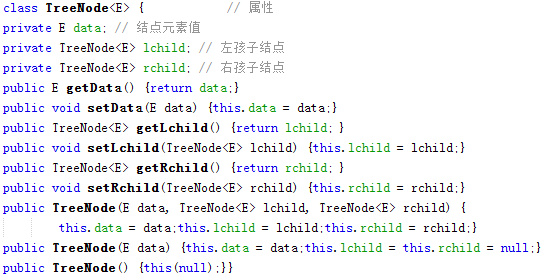 class TreeNode<E> { // 属性
private E data; // 结点元素值
private TreeNode<E> lchild; // 左孩子结点
private TreeNode<E> rchild; // 右孩子结点
public E getData() {return data;}
public void setData(E data) {this.data = data;}
public TreeNode<E> getLchild() {return lchild; }
public void setLchild(TreeNode<E> lchild) {this.lchild = lchild;}
public TreeNode<E> getRchild() {return rchild; }
public void setRchild(TreeNode<E> rchild) {this.rchild = rchild;}
public TreeNode(E data, TreeNode<E> lchild, TreeNode<E> rchild) {
this.data = data;this.lchild = lchild;this.rchild = rchild;}
public TreeNode(E data) {this.data = data;this.lchild = this.rchild = null;}
public TreeNode() {this(null);}}